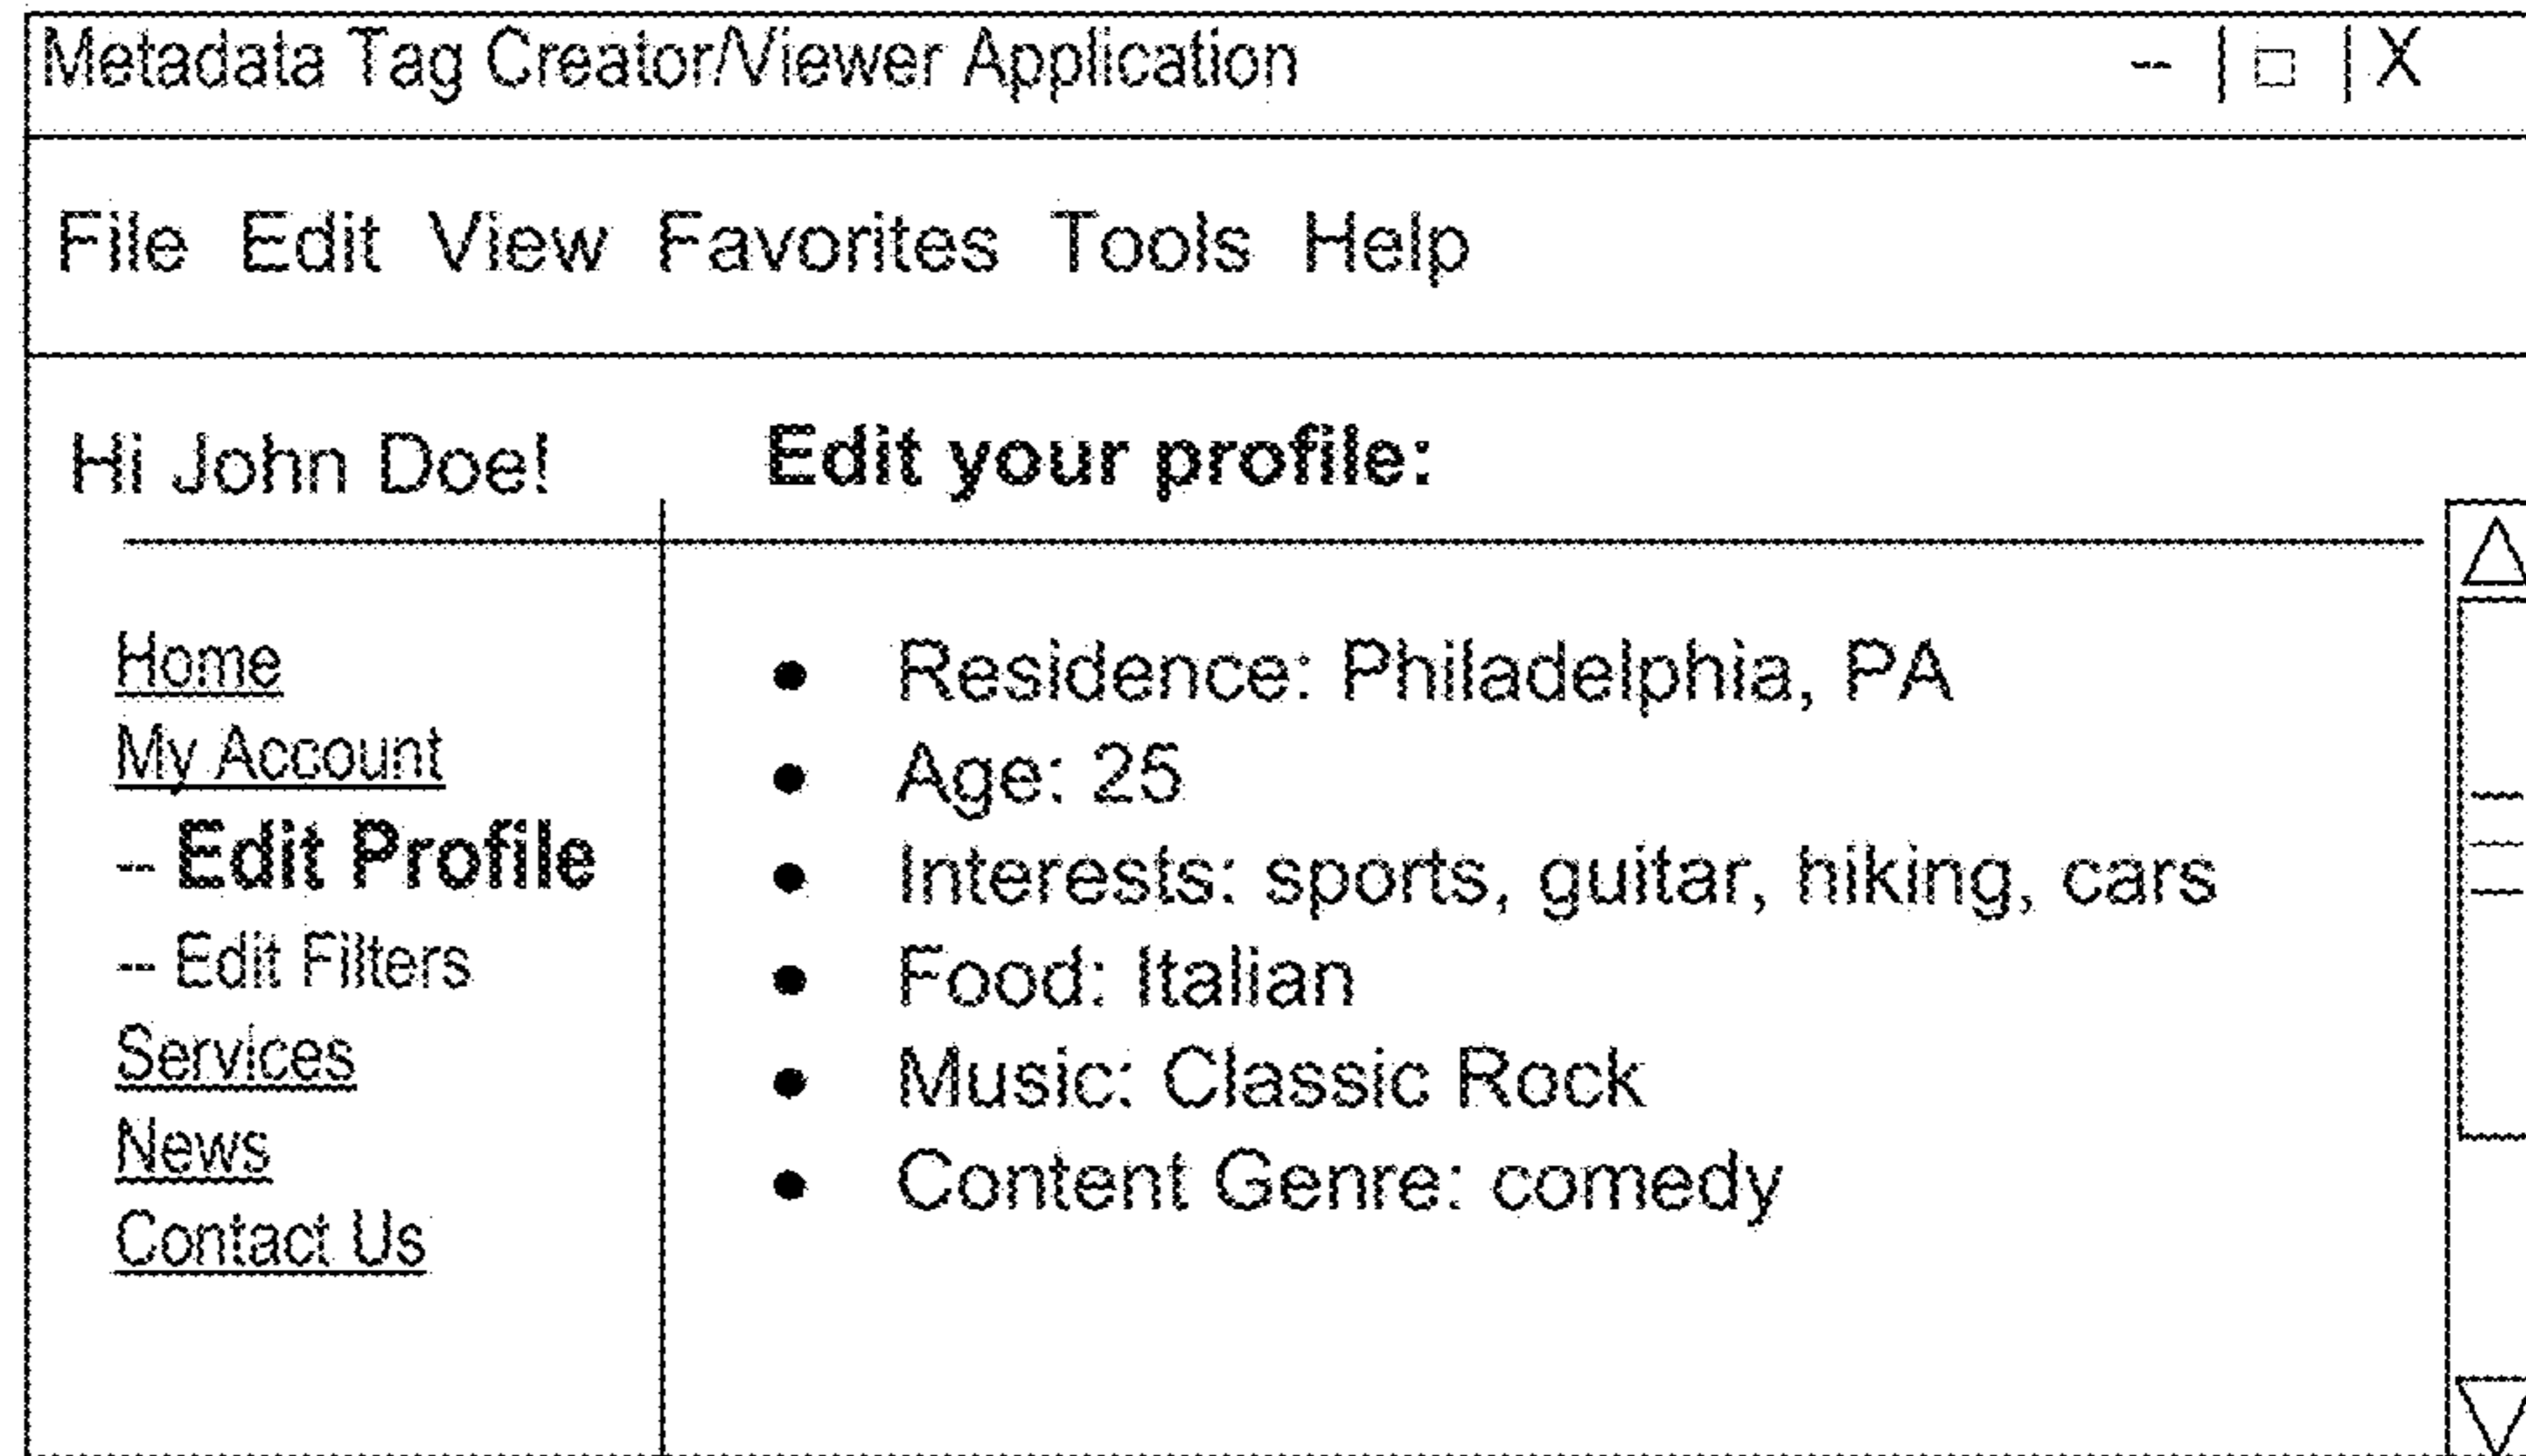 Metadata Tag Creator/Viewer Application -- | □ | X
File Edit View Favorites Tools Help
Hi John Doe!
Edit your profile:
Home
My Account
-- Edit Profile
-- Edit Filters
Services
News
Contact Us
• Residence: Philadelphia, PA
• Age: 25
• Interests: sports, guitar, hiking, cars
• Food: Italian
• Music: Classic Rock
• Content Genre: comedy